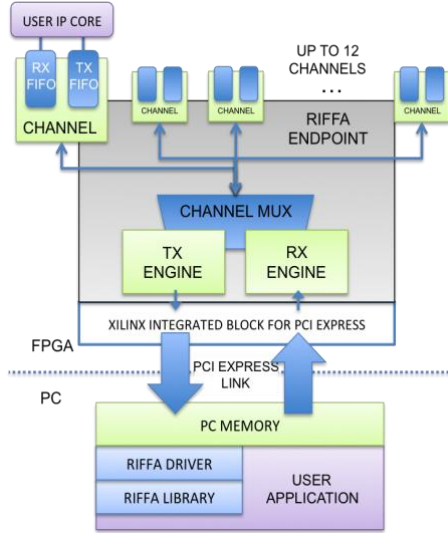 USER IP CORE
RX
FIFO
TX
FIFO
CHANNEL
CHANNEL
CHANNEL
UP TO 12
CHANNELS
...
CHANNEL
RIFFA
ENDPOINT
CHANNEL MUX
TX
ENGINE
RX
ENGINE
XILINX INTEGRATED BLOCK FOR PCI EXPRESS
FPGA
PCI EXPRESS
LINK
PC
PC MEMORY
RIFFA DRIVER
RIFFA LIBRARY
USER
APPLICATION